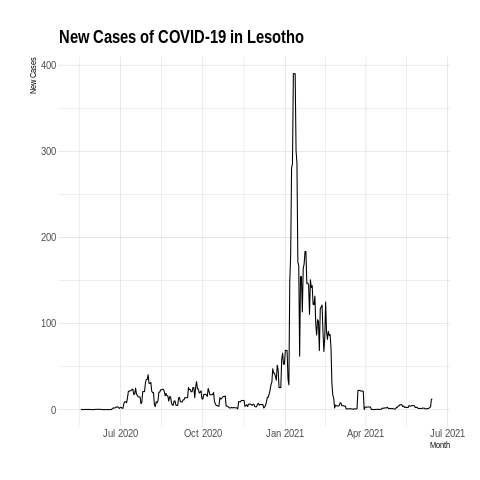 New Cases of COVID-19 in Lesotho
New Cases
400
300
200
100
0
Jul 2020 Oct 2020 Jan 2021 Apr 2021 Jul 2021
Month